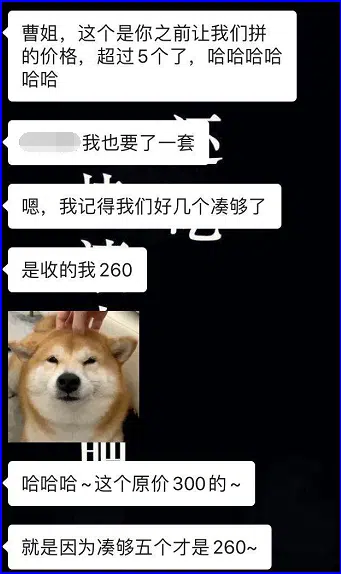 曹姐，这个是你之前让我们拼
的价格，超过5个了，哈哈哈哈
哈哈哈
我也要了一套
嗯，我记得我们好几个凑够了
是收的我260
哈哈哈~这个原价300的~
就是因为凑够五个才是260~